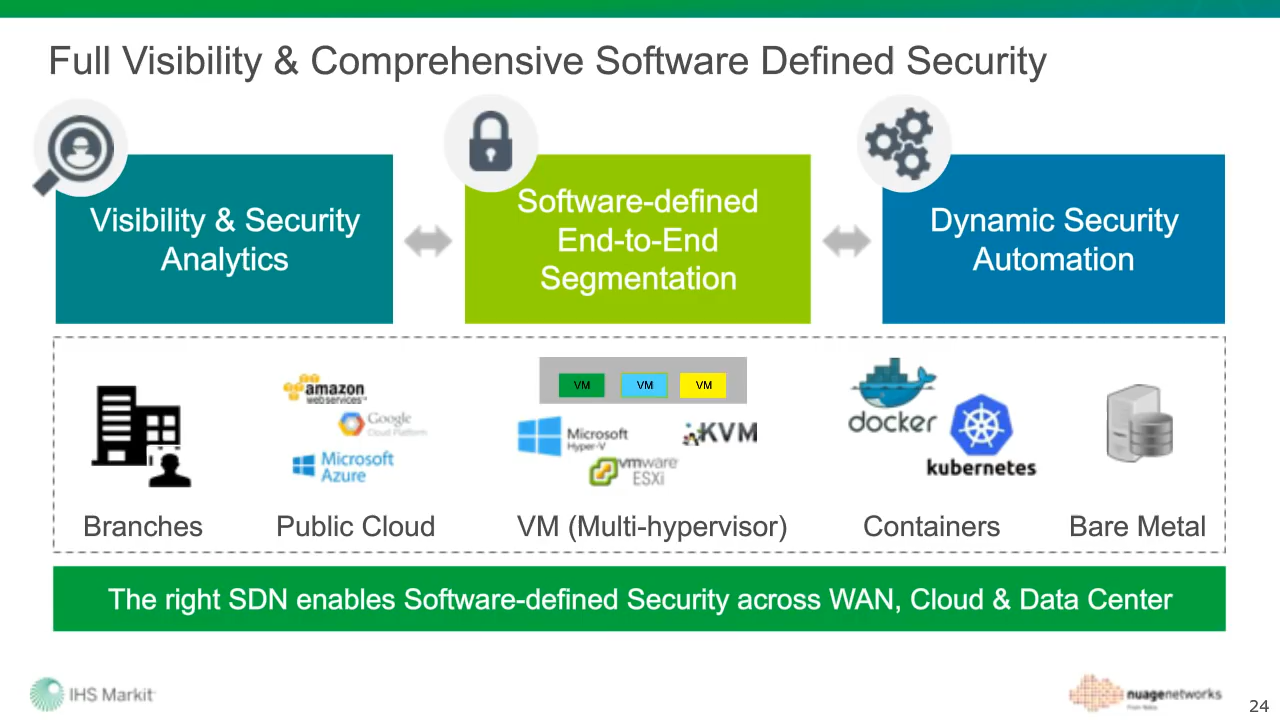 Full Visibility & Comprehensive Software Defined Security
Visibility & Security
Analytics
Software-defined
End-to-End
Segmentation
Dynamic Security
Automation
amazon
webservices™
Google
Cloud Platform
Microsoft
Azure
VM
VM
VM
Microsoft
Hyper-V
KVM
vmware
ESXi
docker
kubernetes
Branches
Public Cloud
VM (Multi-hypervisor)
Containers
Bare Metal
The right SDN enables Software-defined Security across WAN, Cloud & Data Center
IHS Markit
nuagenetworks
From Nokia
24